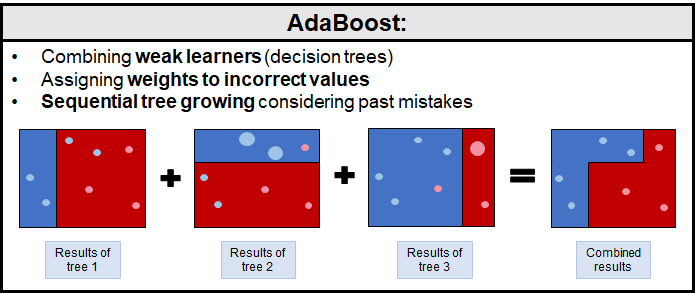 AdaBoost:
• Combining weak learners (decision trees)
• Assigning weights to incorrect values
• Sequential tree growing considering past mistakes
Results of
tree 1
Results of
tree 2
Results of
tree 3
Combined
results